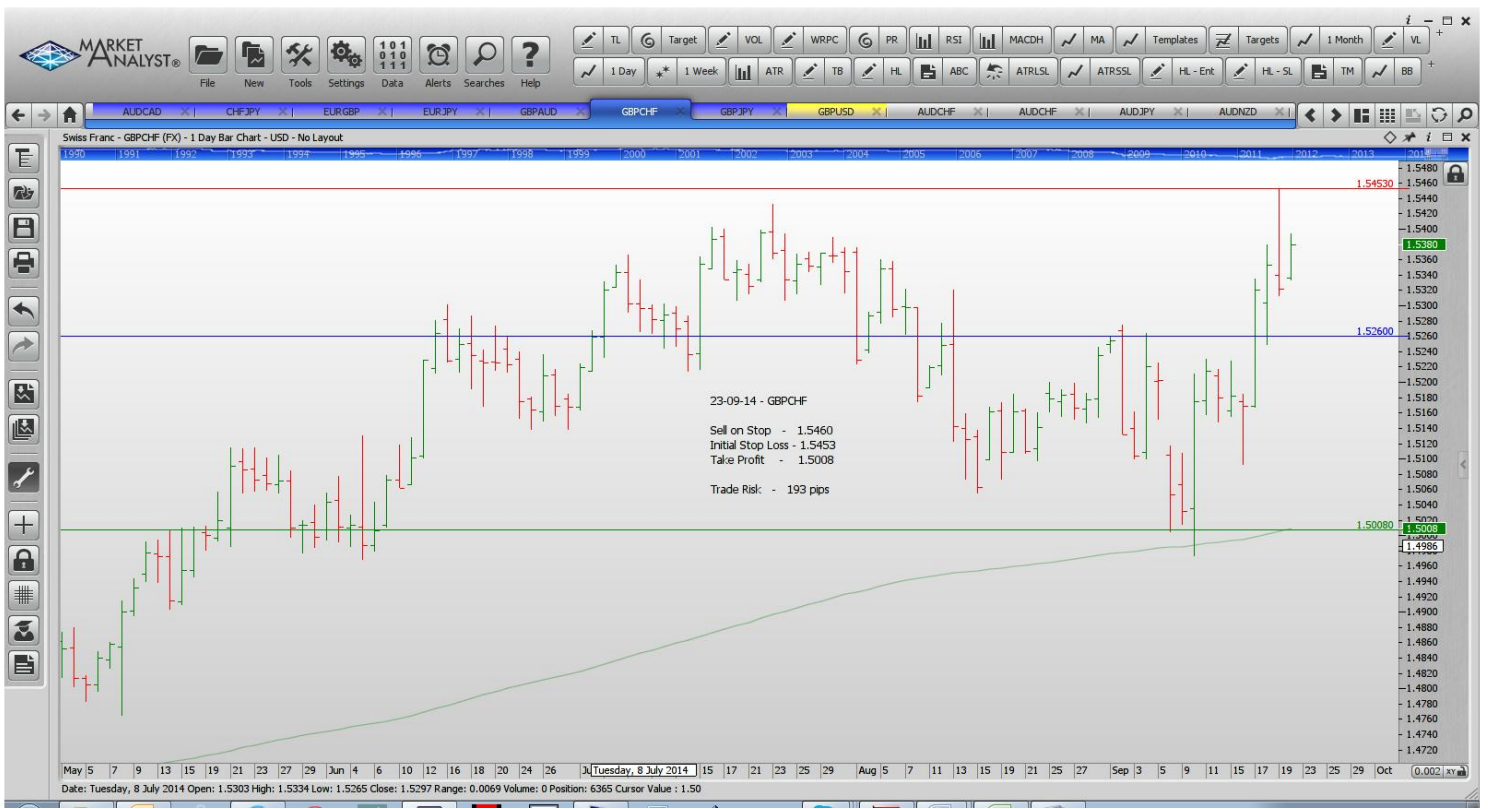 MARKET
ANALYST®
File New Tools Settings Data Alerts Searches Help
TL Target VOL WRPC PR RSI MACDH MA Templates Targets 1 Month VL
1 Day 1 Week ATR TB HL ABC ATRLSL ATRSSL HL - Ent HL - SL TM BB
AUDCAD CHFJPY EURGBP EURJPY GBPAUD GBPCHF GBPJPY GBPUSD AUDCHF AUDCHF AUDJPY AUDNZD
Swiss Franc - GBPCHF (FX) - 1 Day Bar Chart - USD - No Layout
1990 1991 1992 1993 1994 1995 1996 1997 1998 1999 2000 2001 2002 2003 2004 2005 2006 2007 2008 2009 2010 2011 2012 2013 2014
1.5480
1.54530 1.5460
1.5440
1.5420
1.5400
1.5380
1.5360
1.5340
1.5320
1.5300
1.5280
1.52600 1.5260
1.5240
1.5220
1.5200
1.5180
1.5160
1.5140
1.5120
1.5100
1.5080
1.5060
1.5040
1.5020
1.50080 1.5008
1.4986
1.4960
1.4940
1.4920
1.4900
1.4880
1.4860
1.4840
1.4820
1.4800
1.4780
1.4760
1.4740
1.4720
23-09-14 - GBPCHF
Sell on Stop - 1.5460
Initial Stop Loss - 1.5453
Take Profit - 1.5008
Trade Risk - 193 pips
May 5 7 9 13 15 19 21 23 27 29 Jun 4 6 10 12 16 18 20 24 26 Tuesday, 8 July 2014 15 17 21 23 25 29 Aug 5 7 11 13 15 19 21 25 27 Sep 3 5 9 11 15 17 19 23 25 29 Oct 0.002 XY
Date: Tuesday, 8 July 2014 Open: 1.5303 High: 1.5334 Low: 1.5265 Close: 1.5297 Range: 0.0069 Volume: 0 Position: 6365 Cursor Value : 1.50